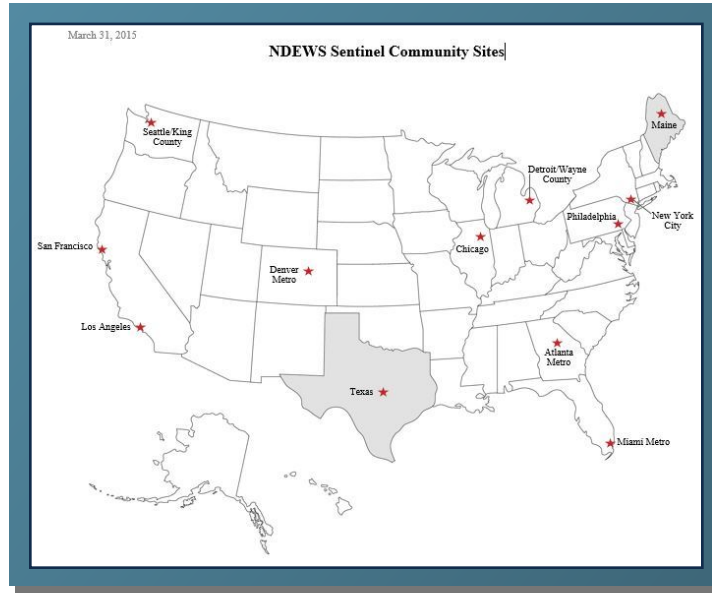 March 31, 2015
NDEWS Sentinel Community Sites
Maine
Seattle/King
County
Detroit/Wayne
County
Philadelphia
New York
City
San Francisco
Chicago
Denver
Metro
Los Angeles
Atlanta
Metro
Texas
Miami Metro